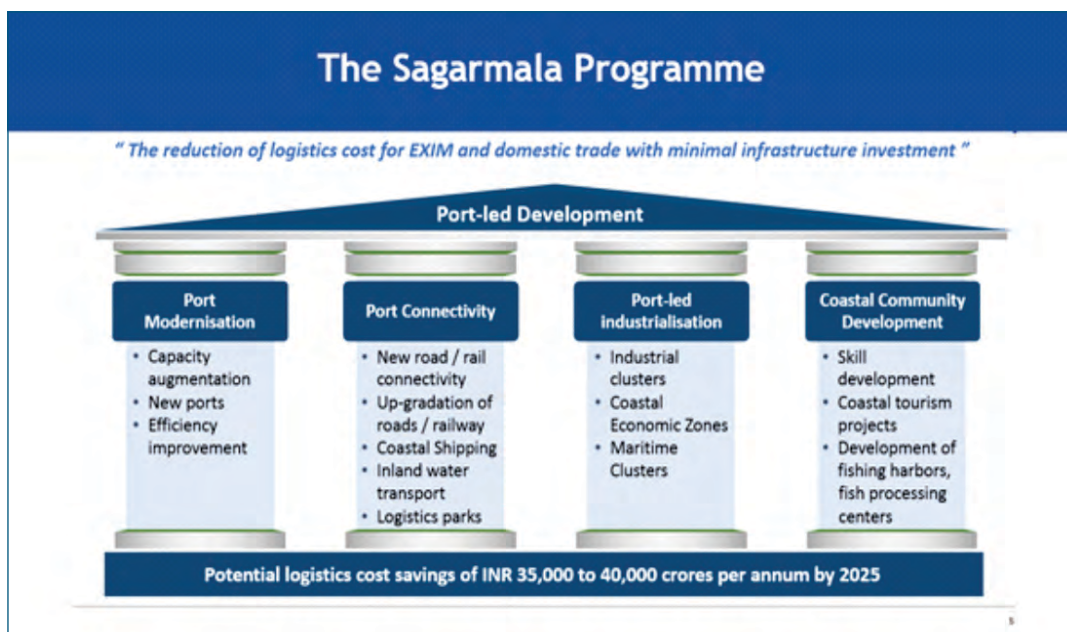 The Sagarmala Programme
“ The reduction of logistics cost for EXIM and domestic trade with minimal infrastructure investment ”
Port-led Development
Port
Modernisation
• Capacity
augmentation
• New ports
• Efficiency
improvement
Port Connectivity
• New road / rail
connectivity
• Up-gradation of
roads / railway
• Coastal Shipping
• Inland water
transport
• Logistics parks
Port-led
industrialisation
• Industrial
clusters
• Coastal
Economic Zones
• Maritime
Clusters
Coastal Community
Development
• Skill
development
• Coastal tourism
projects
• Development of
fishing harbors,
fish processing
centers
Potential logistics cost savings of INR 35,000 to 40,000 crores per annum by 2025